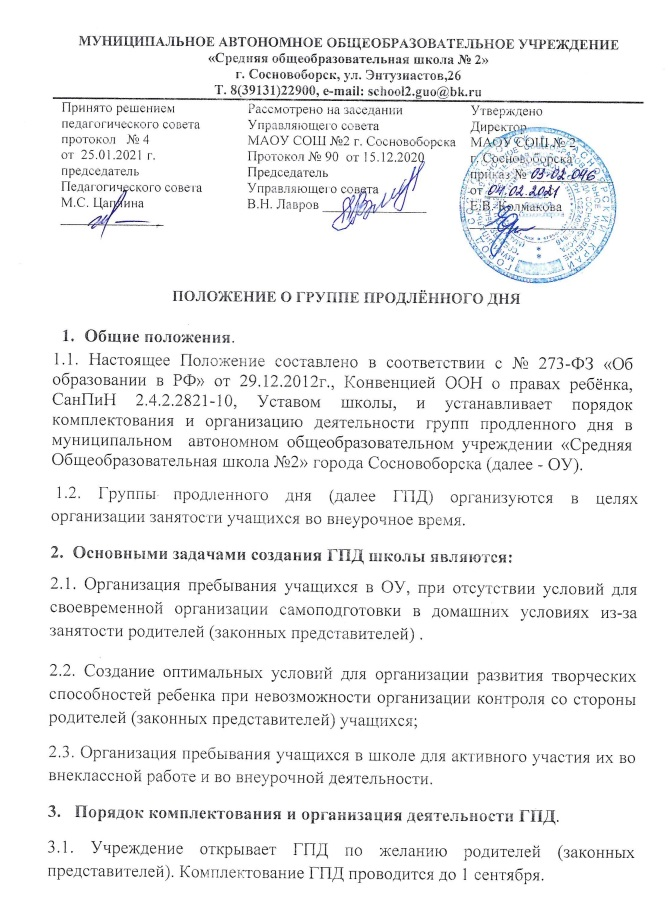 МУНИЦИПАЛЬНОЕ АВТОНОМНОЕ ОБЩЕОБРАЗОВАТЕЛЬНОЕ УЧРЕЖДЕНИЕ
«Средняя общеобразовательная школа № 2»
г. Сосновоборск, ул. Энтузиастов,26
Т. 8(39131)22900, e-mail: school2.guo@bk.ru
Принято решением
педагогического совета
протокол № 4
от 25.01.2021 г.
председатель
Педагогического совета
М.С. Цаплина
Рассмотрено на заседании
Управляющего совета
МАОУ СОШ №2 г. Сосновоборска
Протокол № 90 от 15.12.2020
Председатель
Управляющего совета
В.Н. Лавров
Утверждено
Директор
МАОУ СОШ № 2
г. Сосновоборска
приказ № 03-02-046
от 04.02.2021
Е.В. Колмакова
ПОЛОЖЕНИЕ О ГРУППЕ ПРОДЛЁННОГО ДНЯ
1. Общие положения.
1.1. Настоящее Положение составлено в соответствии с № 273-ФЗ «Об
образовании в РФ» от 29.12.2012г., Конвенцией ООН о правах ребёнка,
СанПиН 2.4.2.2821-10, Уставом школы, и устанавливает порядок
комплектования и организацию деятельности групп продленного дня в
муниципальном автономном общеобразовательном учреждении «Средняя
Общеобразовательная школа №2» города Сосновоборска (далее - ОУ).
1.2. Группы продленного дня (далее ГПД) организуются в целях
организации занятости учащихся во внеурочное время.
2. Основными задачами создания ГПД школы являются:
2.1. Организация пребывания учащихся в ОУ, при отсутствии условий для
своевременной организации самоподготовки в домашних условиях из-за
занятости родителей (законных представителей) .
2.2. Создание оптимальных условий для организации развития творческих
способностей ребенка при невозможности организации контроля со стороны
родителей (законных представителей) учащихся;
2.3. Организация пребывания учащихся в школе для активного участия их во
внеклассной работе и во внеурочной деятельности.
3. Порядок комплектования и организация деятельности ГПД.
3.1. Учреждение открывает ГПД по желанию родителей (законных
представителей). Комплектование ГПД проводится до 1 сентября.